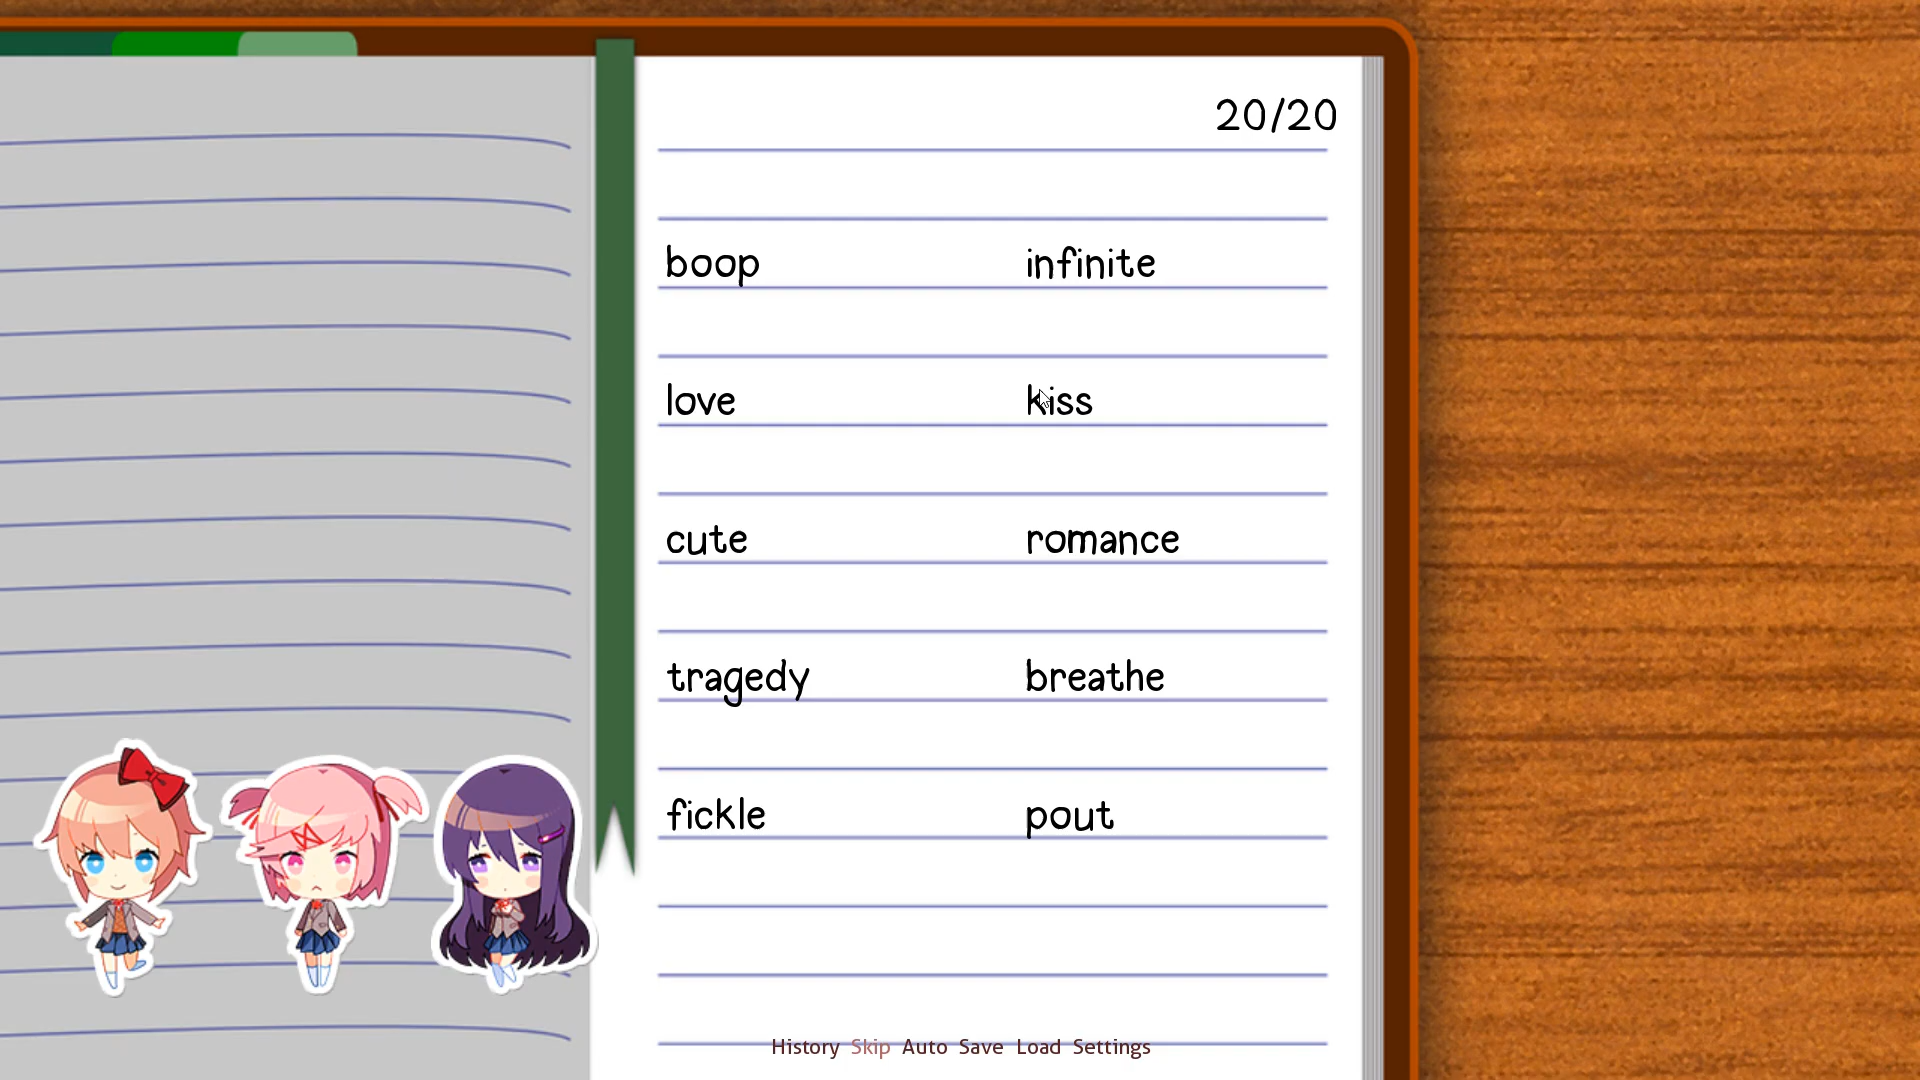 20/20
boop infinite
love kiss
cute romance
tragedy breathe
fickle pout
History Skip Auto Save Load Settings